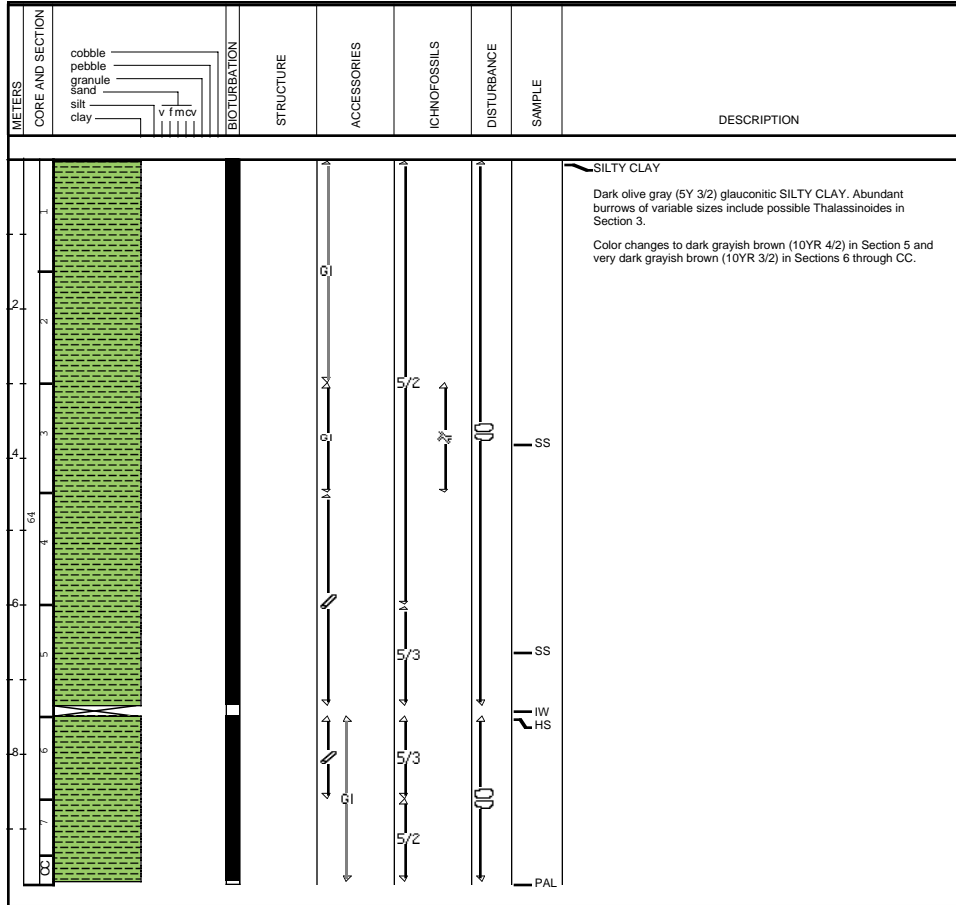 METERS
CORE AND SECTION
cobble
pebble
granule
sand
silt
clay
v f m c v
BIOTURBATION
STRUCTURE
ACCESSORIES
ICHNOFOSSILS
DISTURBANCE
SAMPLE
DESCRIPTION
SILTY CLAY
Dark olive gray (5Y 3/2) glauconitic SILTY CLAY. Abundant
burrows of variable sizes include possible Thalassinoides in
Section 3.
Color changes to dark grayish brown (10YR 4/2) in Section 5 and
very dark grayish brown (10YR 3/2) in Sections 6 through CC.
1
Gl
2
2
5/2
3
Gl
SS
4
64
4
6
5
5/3
SS
IW
HS
8
6
5/3
Gl
7
5/2
CC
PAL